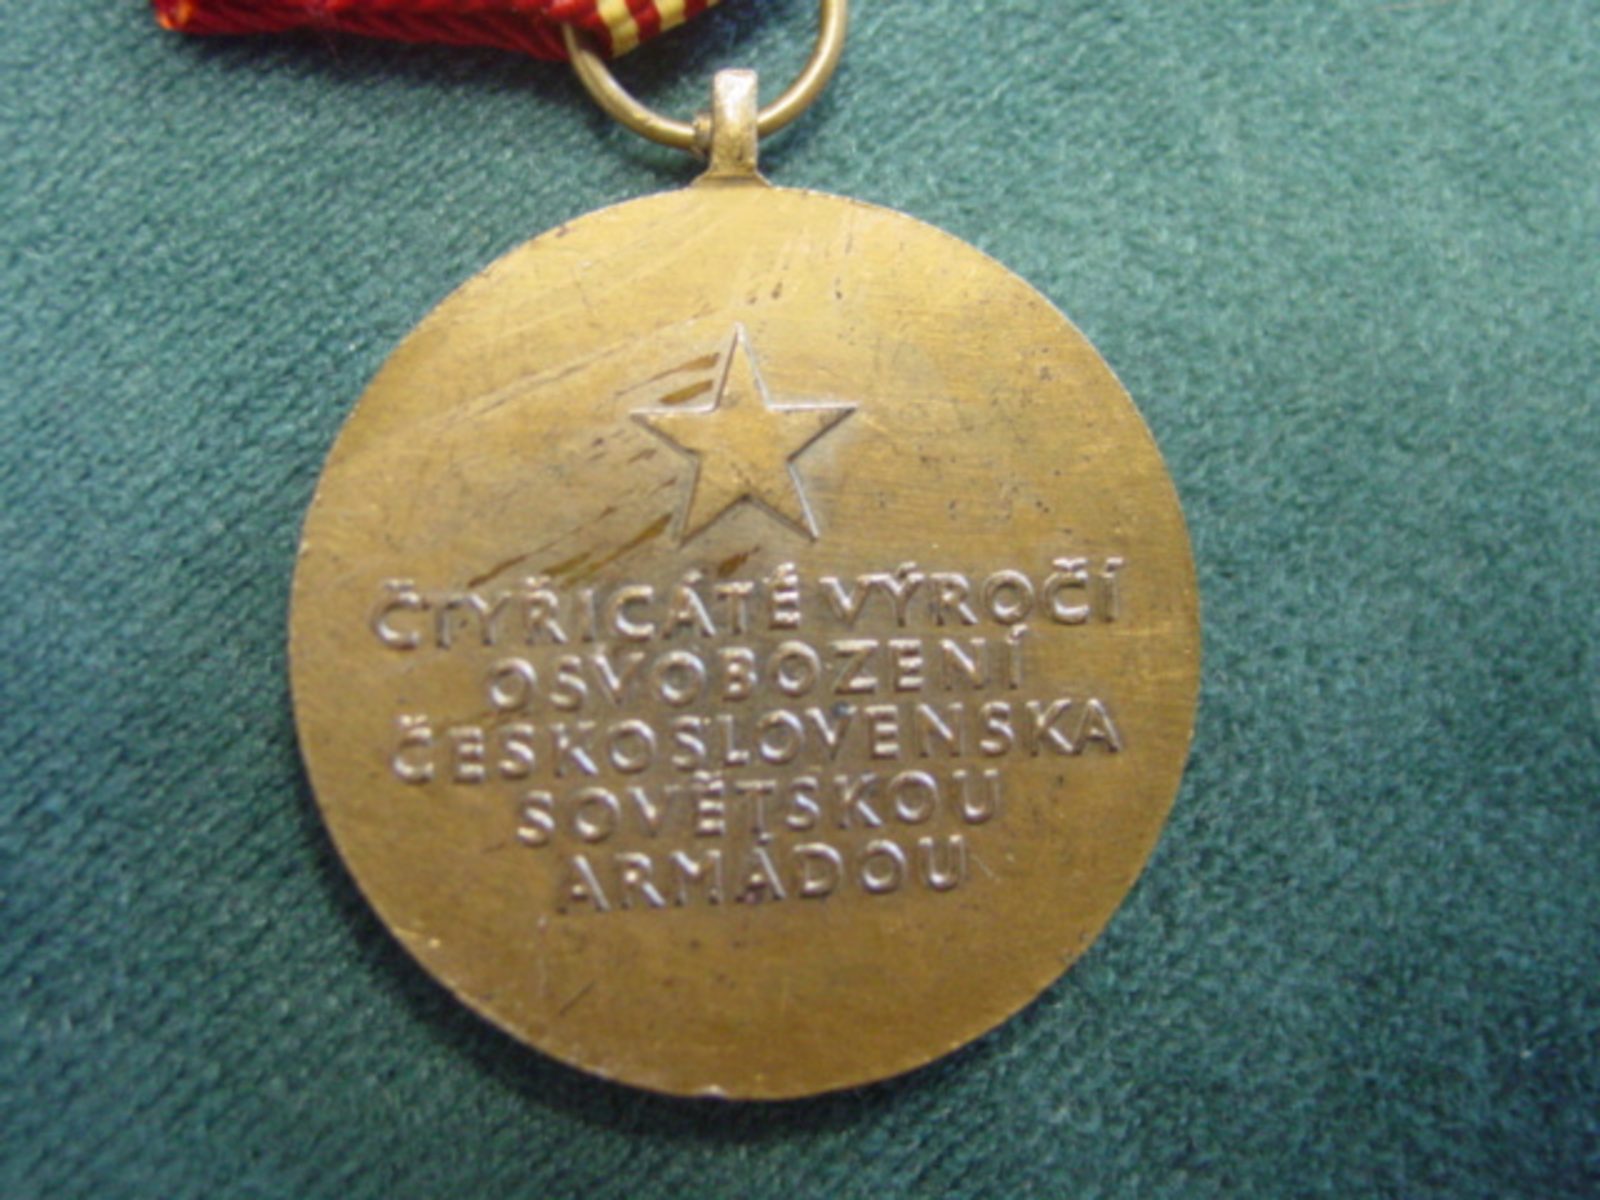 ČTYŘICÁTÉ VÝROČÍ
OSVOBOZENÍ
ČESKOSLOVENSKA
SOVĚTSKOU
ARMÁDOU